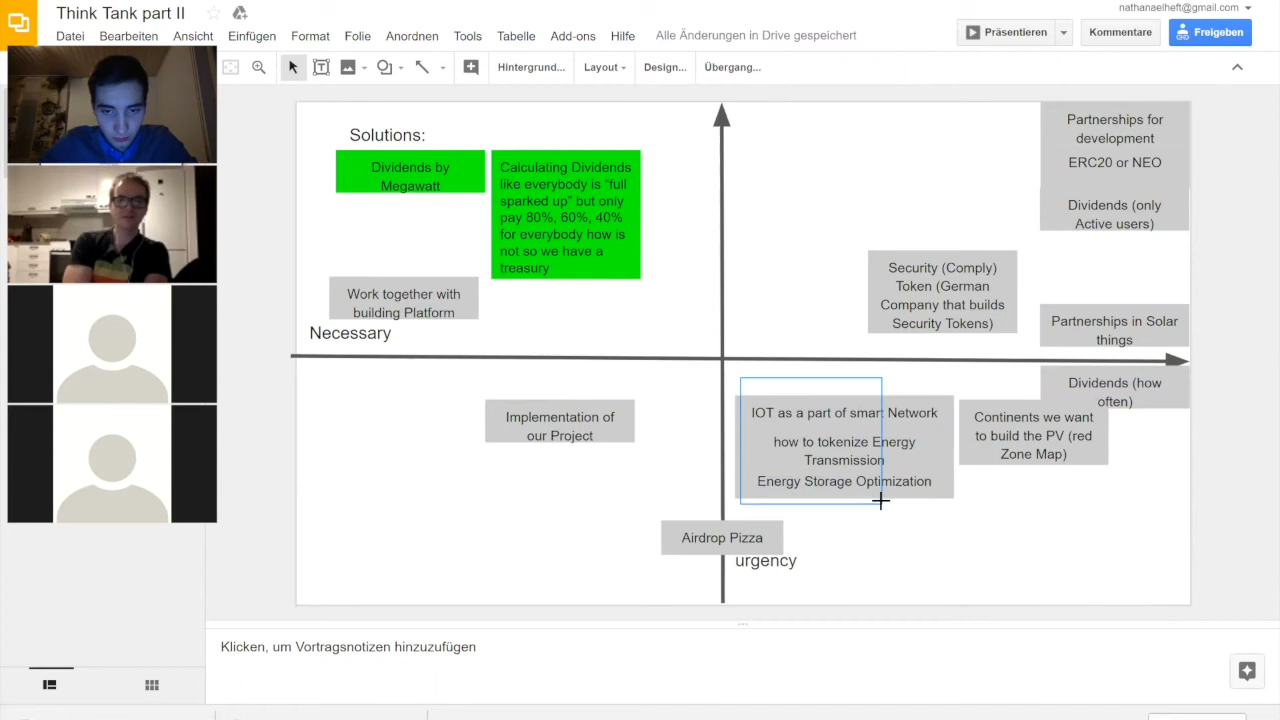 Think Tank part II
nathanaelheft@gmail.com
Datei Bearbeiten Ansicht Einfügen Format Folie Anordnen Tools Tabelle Add-ons Hilfe Alle Änderungen in Drive gespeichert
Präsentieren Kommentare Freigeben
Hintergrund... Layout Design... Übergang...
Solutions:
Dividends by
Megawatt
Calculating Dividends
like everybody is “full
sparked up” but only
pay 80%, 60%, 40%
for everybody how is
not so we have a
treasury
Partnerships for
development
ERC20 or NEO
Dividends (only
Active users)
Work together with
building Platform
Security (Comply)
Token (German
Company that builds
Security Tokens)
Partnerships in Solar
things
Necessary
Dividends (how
often)
Implementation of
our Project
IOT as a part of smart Network
how to tokenize Energy
Transmission
Energy Storage Optimization
Continents we want
to build the PV (red
Zone Map)
Airdrop Pizza
urgency
Klicken, um Vortragsnotizen hinzuzufügen